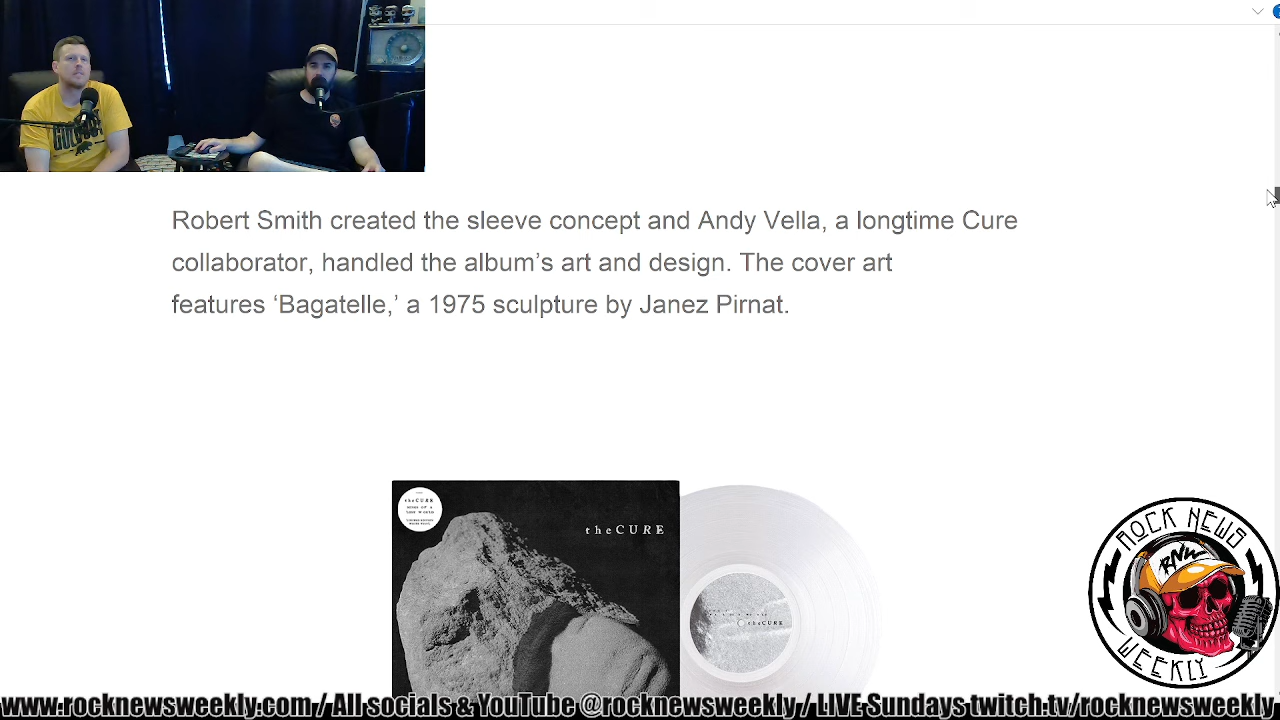 Robert Smith created the sleeve concept and Andy Vella, a longtime Cure
collaborator, handled the album’s art and design. The cover art
features ‘Bagatelle,’ a 1975 sculpture by Janez Pirnat.
theCURE
theCURE
theCURE
ROCK NEWS
RNW
WEEKLY
www.rocknewsweekly.com / All socials & YouTube @rocknewsweekly / LIVE Sundays twitch.tv/rocknewsweekly